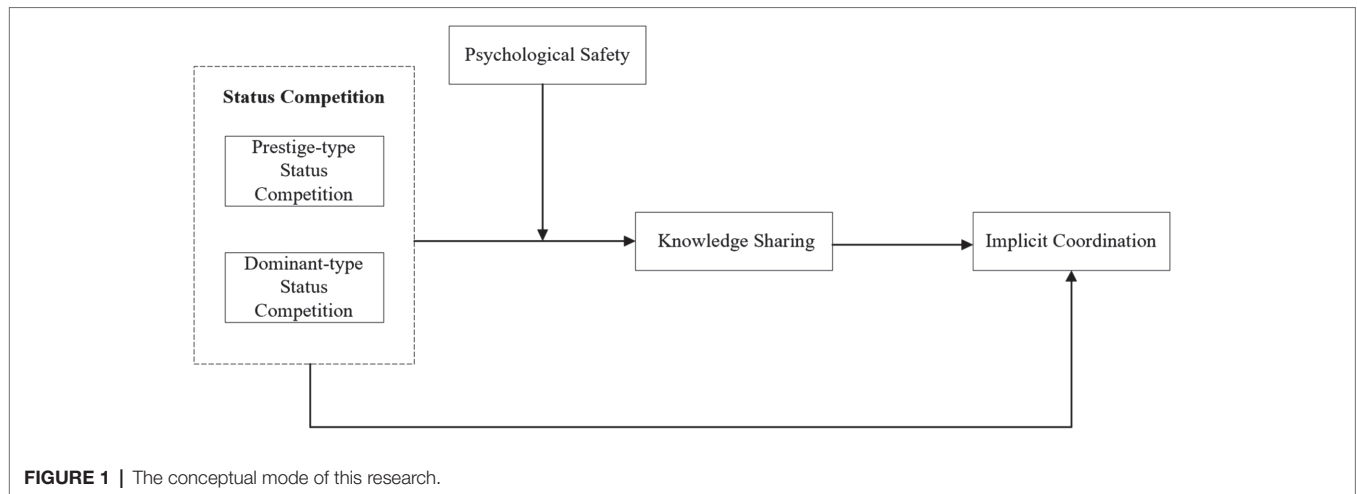 Psychological Safety
Status Competition
Prestige-type
Status
Competition
Dominant-type
Status
Competition
Knowledge Sharing
Implicit Coordination
FIGURE 1 | The conceptual mode of this research.